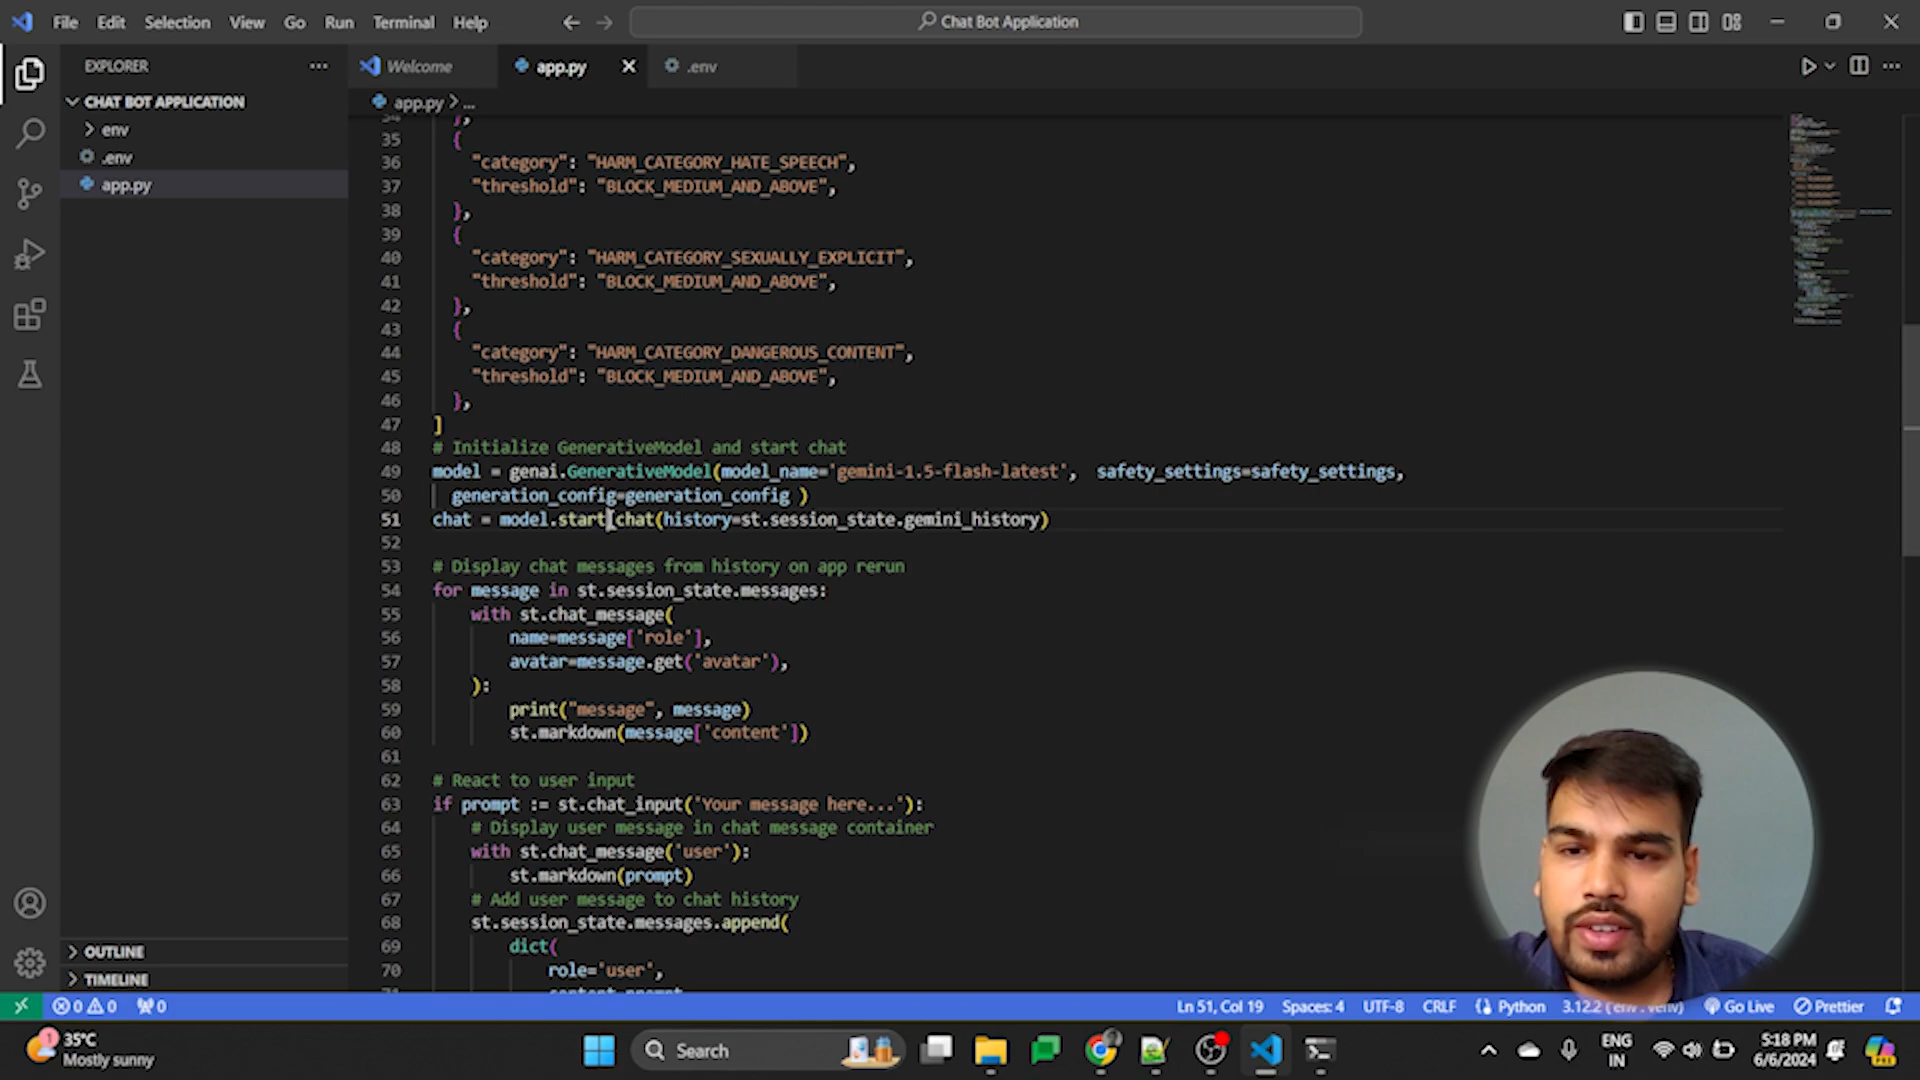 File Edit Selection View Go Run Terminal Help
Chat Bot Application
EXPLORER
Welcome
app.py
.env
CHAT BOT APPLICATION
env
.env
app.py
OUTLINE
TIMELINE
app.py > ...
34 },
35 {
36 "category": "HARM_CATEGORY_HATE_SPEECH",
37 "threshold": "BLOCK_MEDIUM_AND_ABOVE",
38 },
39 {
40 "category": "HARM_CATEGORY_SEXUALLY_EXPLICIT",
41 "threshold": "BLOCK_MEDIUM_AND_ABOVE",
42 },
43 {
44 "category": "HARM_CATEGORY_DANGEROUS_CONTENT",
45 "threshold": "BLOCK_MEDIUM_AND_ABOVE",
46 },
47 ]
48 # Initialize GenerativeModel and start chat
49 model = genai.GenerativeModel(model_name='gemini-1.5-flash-latest', safety_settings=safety_settings,
50 generation_config=generation_config )
51 chat = model.start_chat(history=st.session_state.gemini_history)
52
53 # Display chat messages from history on app rerun
54 for message in st.session_state.messages:
55 with st.chat_message(
56 name=message['role'],
57 avatar=message.get('avatar'),
58 ):
59 print("message", message)
60 st.markdown(message['content'])
61
62 # React to user input
63 if prompt := st.chat_input('Your message here...'):
64 # Display user message in chat message container
65 with st.chat_message('user'):
66 st.markdown(prompt)
67 # Add user message to chat history
68 st.session_state.messages.append(
69 dict(
70 role='user',
0 0 0
Ln 51, Col 19 Spaces: 4 UTF-8 CRLF Python 3.12.2 ('env': venv) Go Live Prettier
1
35°C
Mostly sunny
Search
ENG
IN
5:18 PM
6/6/2024
PRE